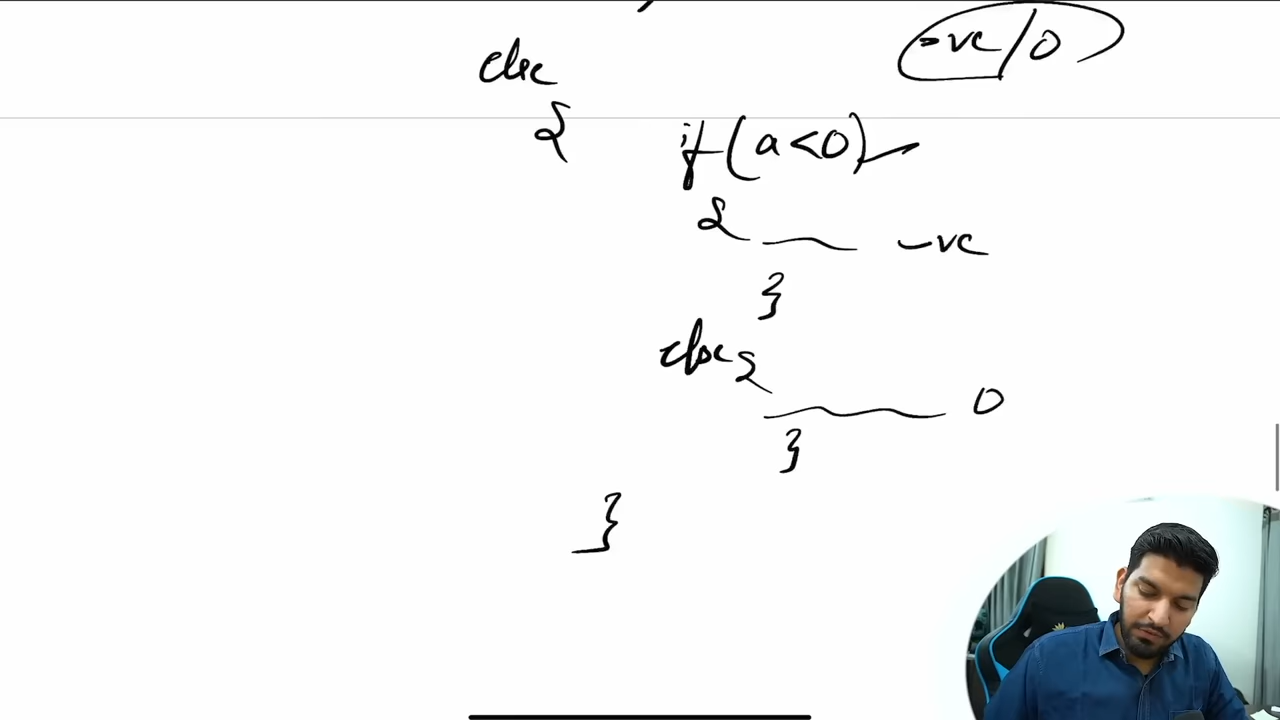 -ve/0
else
{ if(a<0)
{ -ve
}
else {
0
}
}